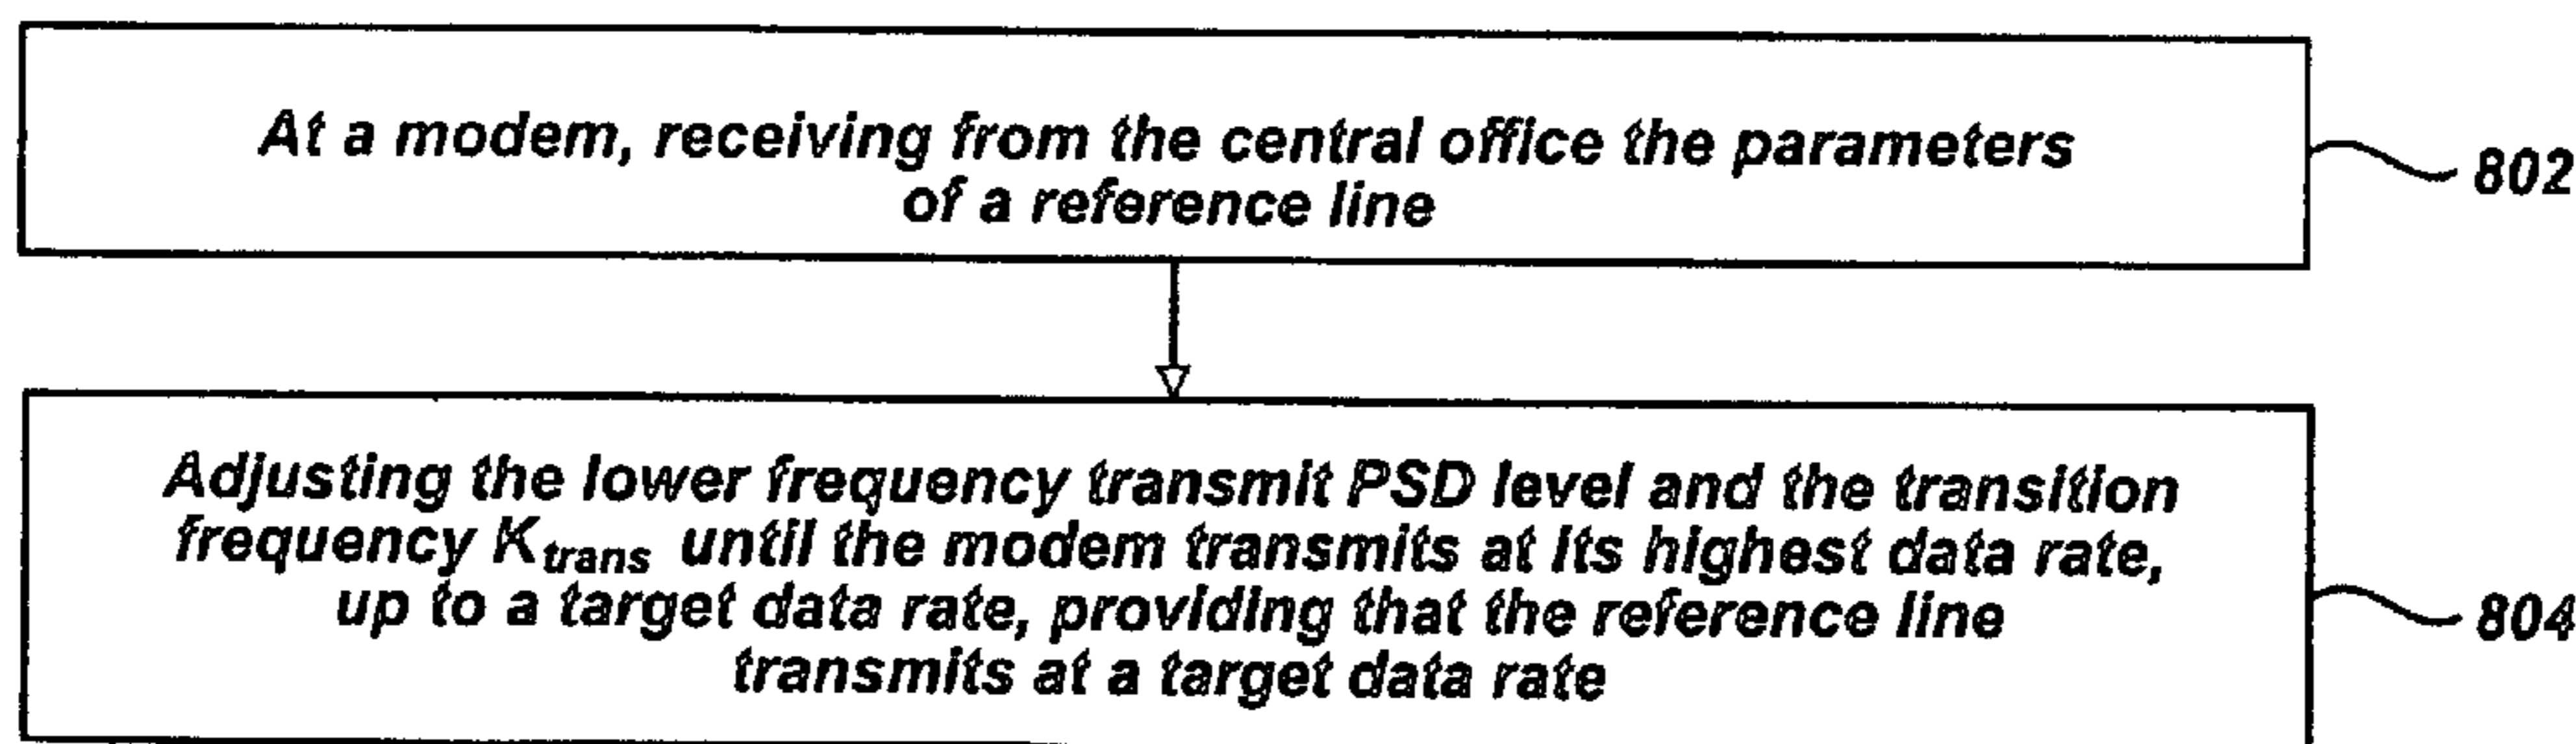 At a modem, receiving from the central office the parameters
of a reference line
802
Adjusting the lower frequency transmit PSD level and the transition
frequency Ktrans until the modem transmits at its highest data rate,
up to a target data rate, providing that the reference line
transmits at a target data rate
804